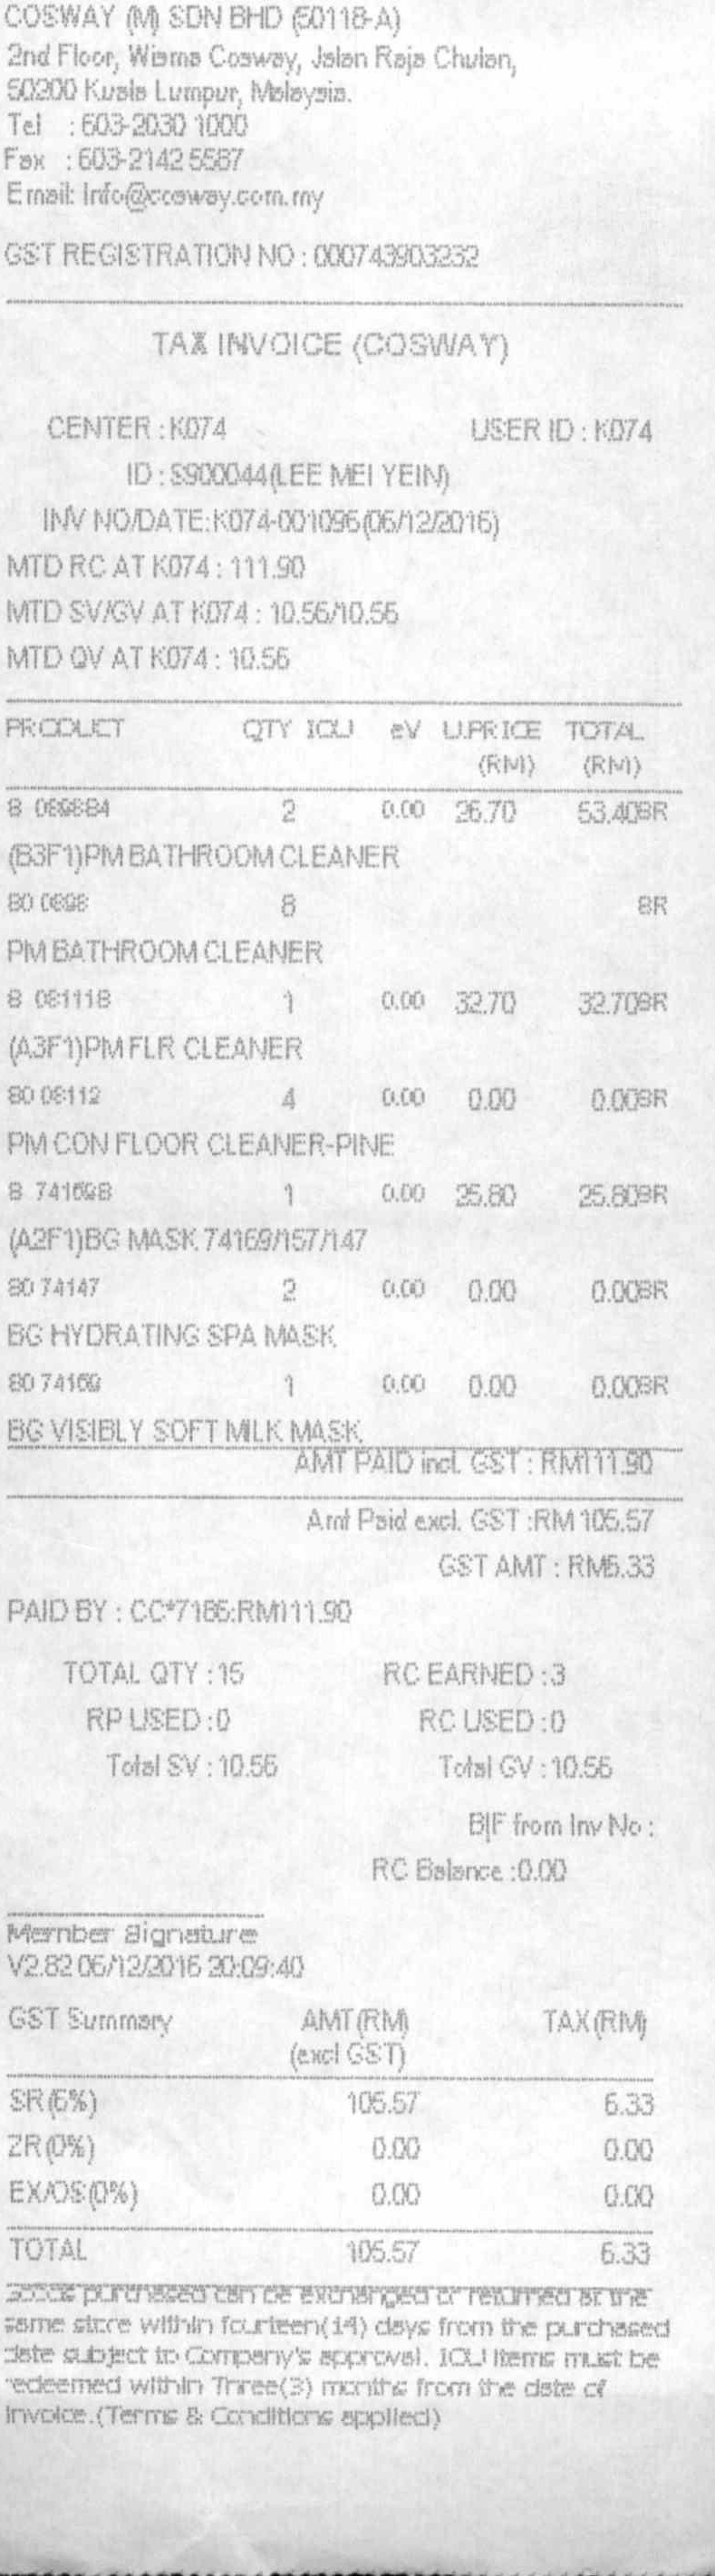 COSWAY (M) SDN BHD (50118-A)
2nd Floor, Wisma Cosway, Jalan Raja Chulan,
50200 Kuala Lumpur, Malaysia.
Tel : 603-2030 1000
Fax : 603-2142 5587
Email: Info@cosway.com.my
GST REGISTRATION NO : 000743903232
TAX INVOICE (COSWAY)
CENTER : K074 USER ID : K074
ID : S900044(LEE MEI YEIN)
INV NO/DATE: K074-001096(06/12/2016)
MTD RC AT K074 : 111.90
MTD SV/GV AT K074 : 10.56/10.56
MTD QV AT K074 : 10.56
PRODUCT QTY IOU eV U.PRICE TOTAL
(RM) (RM)
8 2 0.00 26.70 53.40SR
(B3F1)PM BATHROOM CLEANER
80 8 SR
PM BATHROOM CLEANER
8 081118 1 0.00 32.70 32.70SR
(A3F1)PM FLR CLEANER
80 08112 4 0.00 0.00 0.00SR
PM CON FLOOR CLEANER-PINE
8 74169B 1 0.00 25.80 25.80SR
(A2F1)BG MASK 74169/157/147
80 74147 2 0.00 0.00 0.00SR
BG HYDRATING SPA MASK
80 74169 1 0.00 0.00 0.00SR
BG VISIBLY SOFT MILK MASK
AMT PAID incl. GST : RM111.90
Amt Paid excl. GST :RM 105.57
GST AMT : RM6.33
PAID BY : CC*7186:RM111.90
TOTAL QTY : 15 RC EARNED : 3
RP USED : 0 RC USED : 0
Total SV : 10.56 Total GV : 10.56
B|F from Inv No :
RC Balance : 0.00
Member Signature
V2.82 06/12/2016 20:09:40
GST Summary AMT(RM) TAX(RM)
(excl GST)
SR(6%) 105.57 6.33
ZR(0%) 0.00 0.00
EX/OS(0%) 0.00 0.00
TOTAL 105.57 6.33
Goods purchased can be exchanged or returned at the
same store within fourteen(14) days from the purchased
date subject to Company's approval. IOU items must be
redeemed within Three(3) months from the date of
invoice.(Terms & Conditions applied)